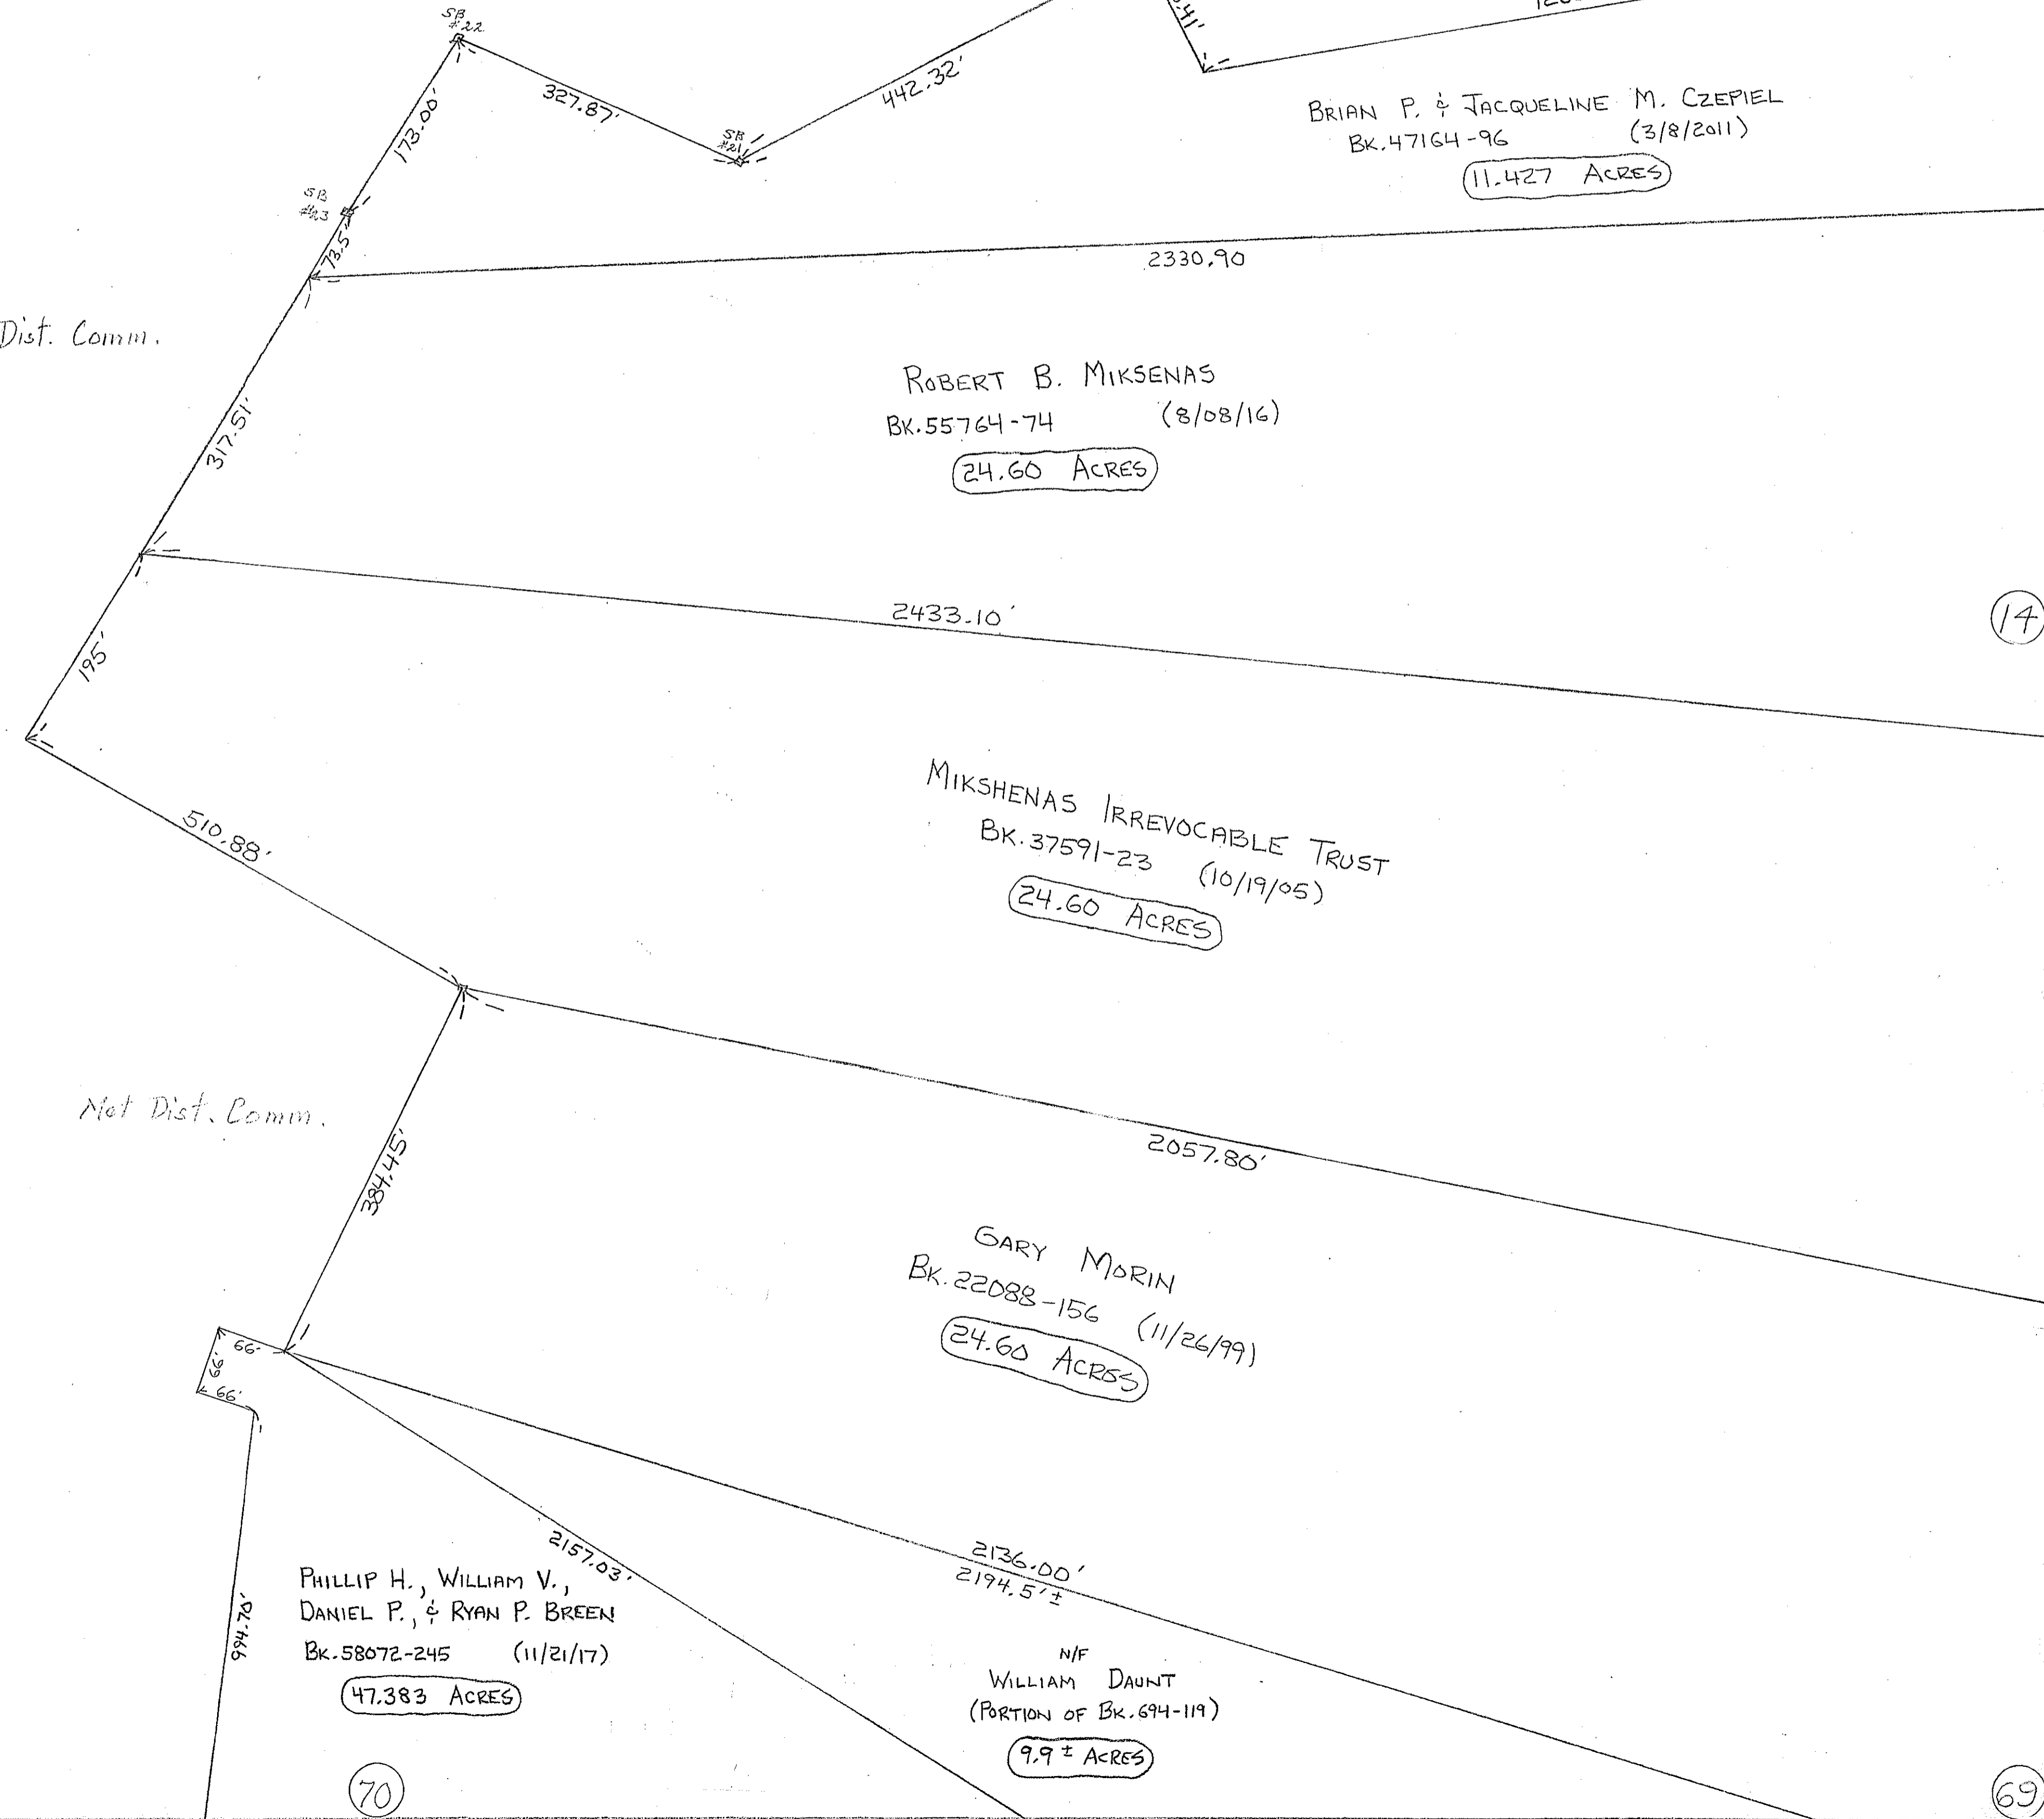 SB
#22
327.87'
442.32'
.41'
173.00'
SB
#21
BRIAN P. & JACQUELINE M. CZEPIEL
BK.47164-96 (3/8/2011)
11.427 ACRES
SB
#23
73.5'
2330.90
Dist. Comm.
ROBERT B. MIKSENAS
BK.55764-74 (8/08/16)
24.60 ACRES
317.51'
2433.10'
14
195'
MIKSHENAS IRREVOCABLE TRUST
BK.37591-23 (10/19/05)
24.60 ACRES
510.88'
Met Dist. Comm.
2057.80'
384.45'
GARY MORIN
BK.22088-156 (11/26/99)
24.60 ACRES
66'
66'
66'
2157.03'
2136.00'
2194.5'±
994.70'
PHILLIP H., WILLIAM V.,
DANIEL P., & RYAN P. BREEN
BK.58072-245 (11/21/17)
47.383 ACRES
N/F
WILLIAM DAUNT
(PORTION OF BK.694-119)
9.9± ACRES
70
69